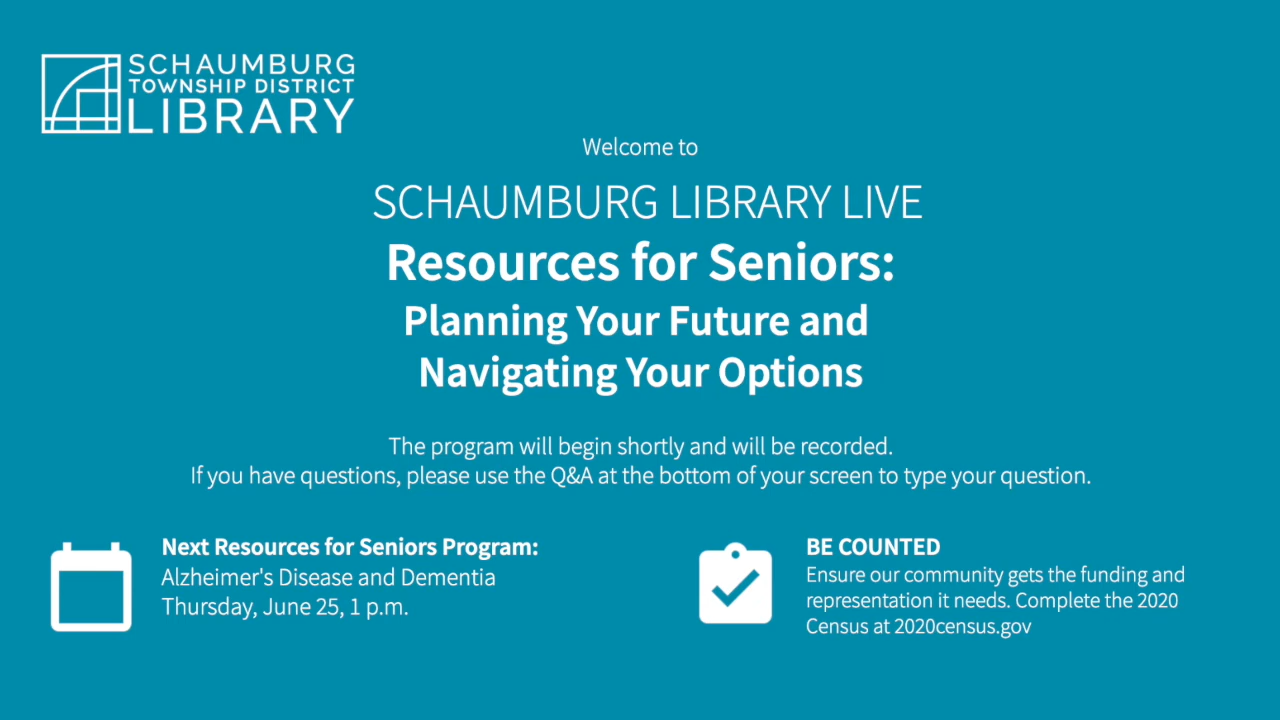 SCHAUMBURG
TOWNSHIP DISTRICT
LIBRARY
Welcome to
SCHAUMBURG LIBRARY LIVE
Resources for Seniors:
Planning Your Future and
Navigating Your Options
The program will begin shortly and will be recorded.
If you have questions, please use the Q&A at the bottom of your screen to type your question.
Next Resources for Seniors Program:
Alzheimer's Disease and Dementia
Thursday, June 25, 1 p.m.
BE COUNTED
Ensure our community gets the funding and
representation it needs. Complete the 2020
Census at 2020census.gov